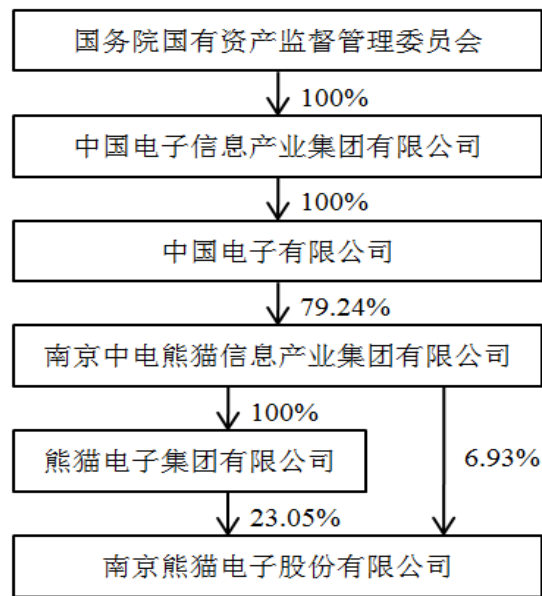 国务院国有资产监督管理委员会
100%
中国电子信息产业集团有限公司
100%
中国电子有限公司
79.24%
南京中电熊猫信息产业集团有限公司
100%
熊猫电子集团有限公司
6.93%
23.05%
南京熊猫电子股份有限公司